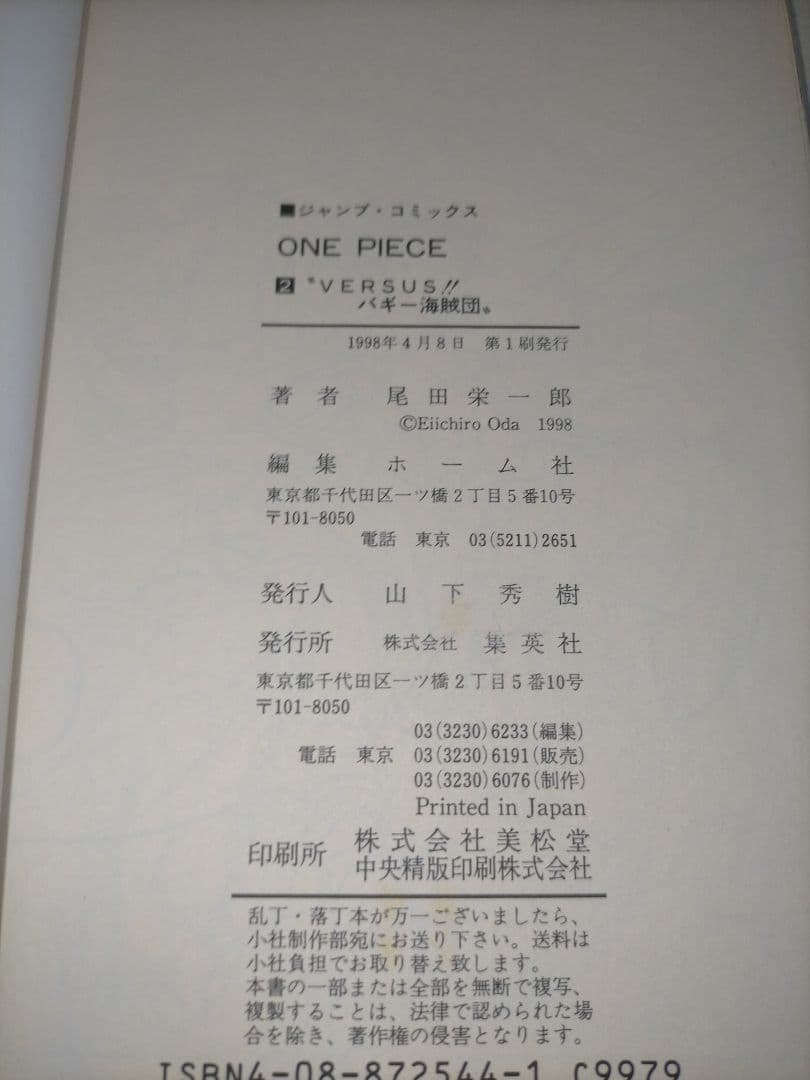 ■ジャンプ・コミックス
ONE PIECE
2 〝VERSUS!!
バギー海賊団〟
1998年4月8日 第1刷発行
著者 尾田栄一郎
©Eiichiro Oda 1998
編集 ホーム社
東京都千代田区一ツ橋2丁目5番10号
〒101-8050
電話 東京 03(5211)2651
発行人 山下秀樹
発行所 株式会社 集英社
東京都千代田区一ツ橋2丁目5番10号
〒101-8050
03(3230)6233(編集)
電話 東京 03(3230)6191(販売)
03(3230)6076(制作)
Printed in Japan
印刷所 株式会社美松堂
中央精版印刷株式会社
乱丁・落丁本が万一ございましたら、
小社制作部宛にお送り下さい。送料は
小社負担でお取り替え致します。
本書の一部または全部を無断で複写、
複製することは、法律で認められた場
合を除き、著作権の侵害となります。
ISBN4-08-872544-1 C9979